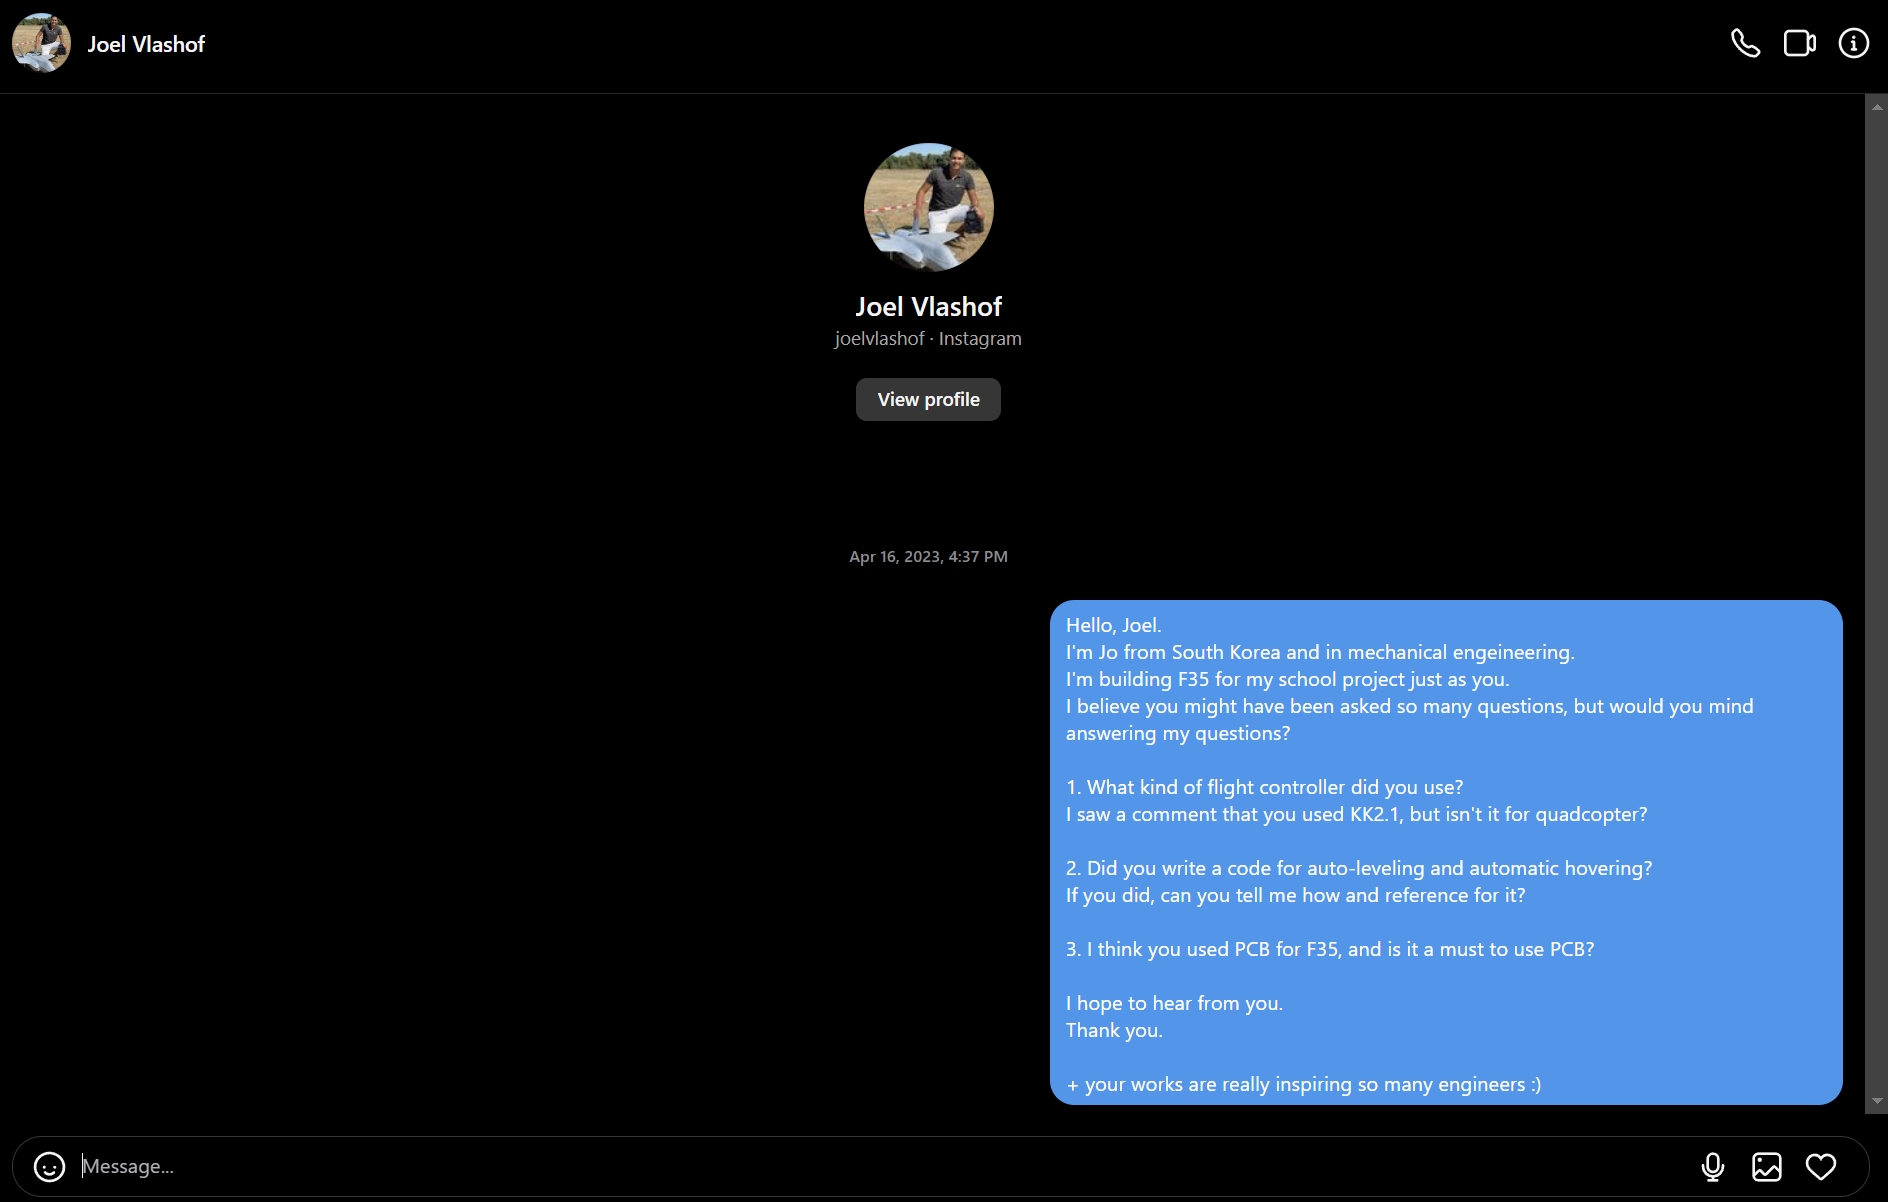 Joel Vlashof
Joel Vlashof
joelvlashof · Instagram
View profile
Apr 16, 2023, 4:37 PM
Hello, Joel.
I'm Jo from South Korea and in mechanical engeineering.
I'm building F35 for my school project just as you.
I believe you might have been asked so many questions, but would you mind
answering my questions?
1. What kind of flight controller did you use?
I saw a comment that you used KK2.1, but isn't it for quadcopter?
2. Did you write a code for auto-leveling and automatic hovering?
If you did, can you tell me how and reference for it?
3. I think you used PCB for F35, and is it a must to use PCB?
I hope to hear from you.
Thank you.
+ your works are really inspiring so many engineers :)
Message...